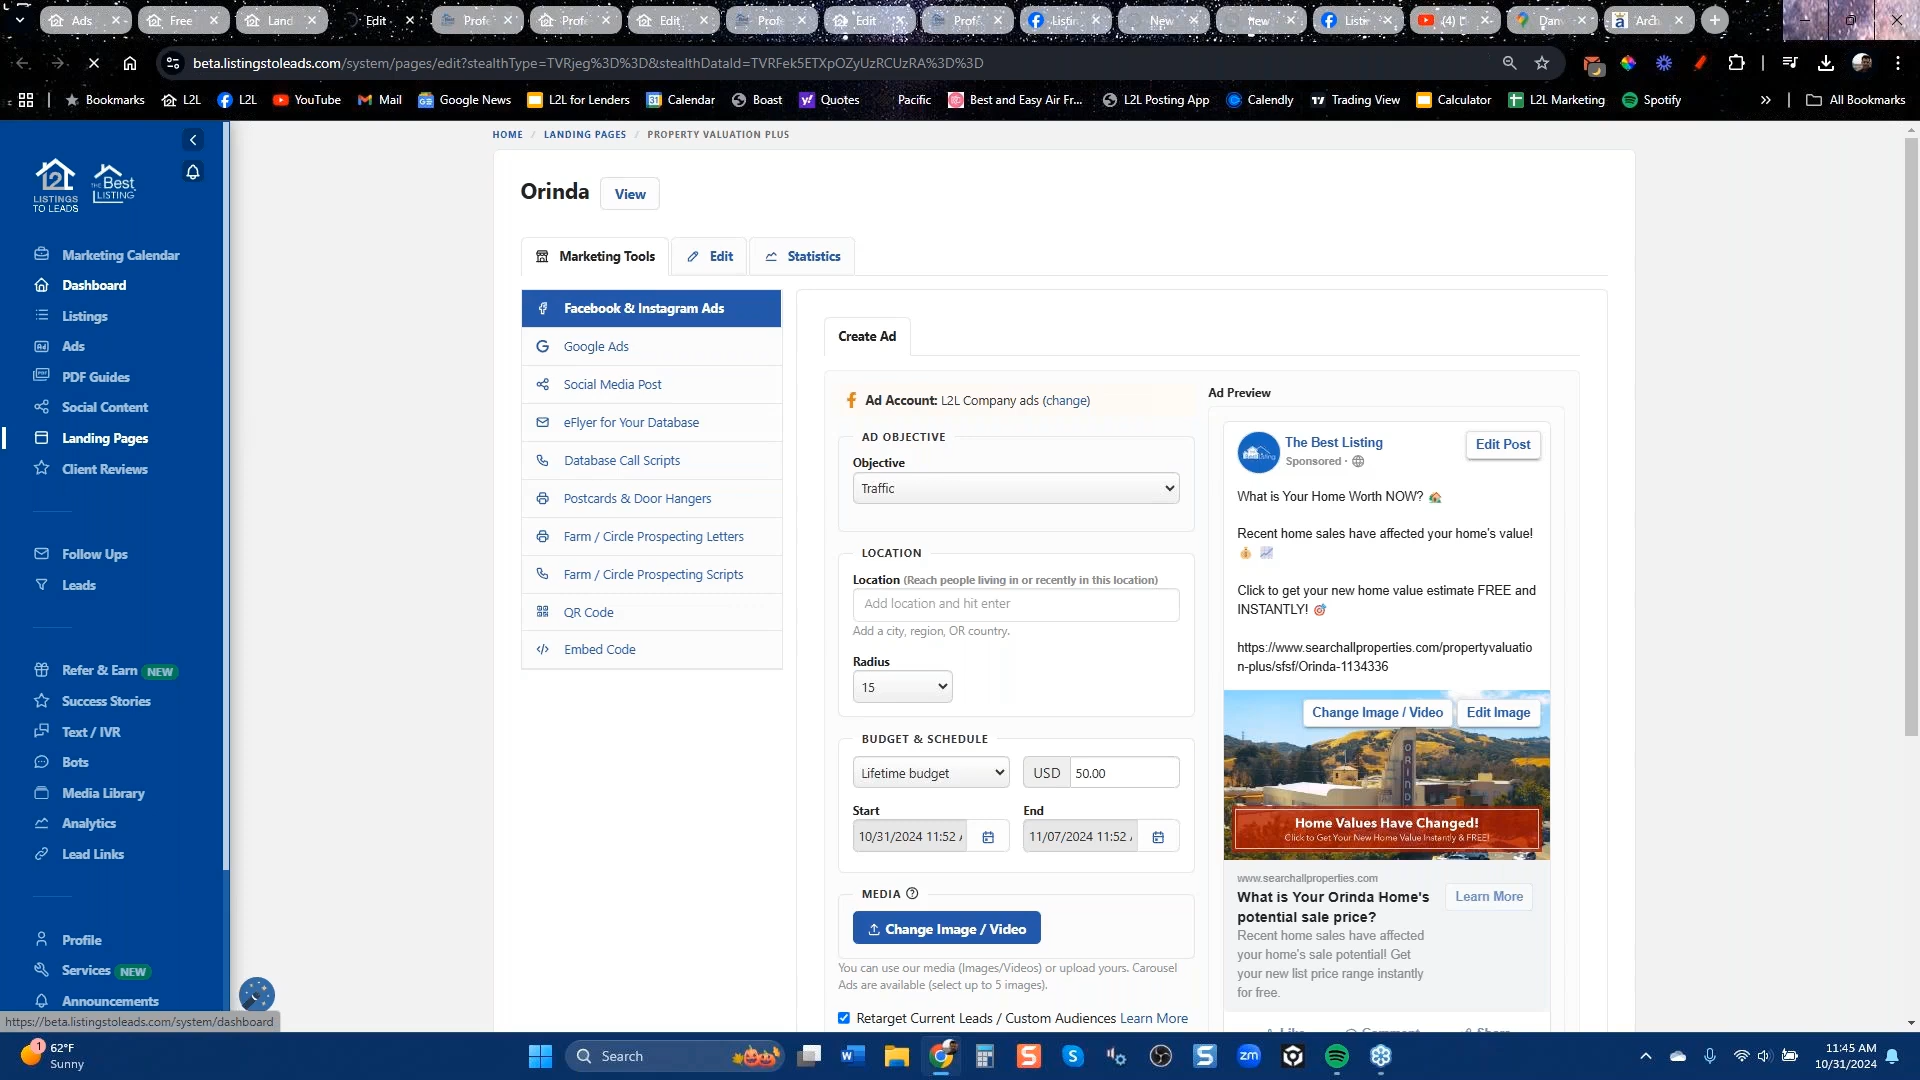 Ads
Free
Land
Edit
Profe
Profe
Edit
Prof
Edit
Prof
Listin
New
new
Listi
(4)
Dan
Arch
beta.listingstoleads.com/system/pages/edit?stealthType=TVRjeg%3D%3D&stealthDataId=TVRFek5ETXpOZyUzRCUzRA%3D%3D
Bookmarks
L2L
L2L
YouTube
Mail
Google News
L2L for Lenders
Calendar
Boast
Quotes
Pacific
Best and Easy Air Fr...
L2L Posting App
Calendly
Trading View
Calculator
L2L Marketing
Spotify
All Bookmarks
LISTINGS
TO LEADS
THE Best
LISTING
Marketing Calendar
Dashboard
Listings
Ads
PDF Guides
Social Content
Landing Pages
Client Reviews
Follow Ups
Leads
Refer & Earn NEW
Success Stories
Text / IVR
Bots
Media Library
Analytics
Lead Links
Profile
Services NEW
Announcements
https://beta.listingstoleads.com/system/dashboard
HOME / LANDING PAGES / PROPERTY VALUATION PLUS
Orinda View
Marketing Tools
Edit
Statistics
Facebook & Instagram Ads
Google Ads
Social Media Post
eFlyer for Your Database
Database Call Scripts
Postcards & Door Hangers
Farm / Circle Prospecting Letters
Farm / Circle Prospecting Scripts
QR Code
Embed Code
Create Ad
Ad Account: L2L Company ads (change)
AD OBJECTIVE
Objective
Traffic
LOCATION
Location (Reach people living in or recently in this location)
Add location and hit enter
Add a city, region, OR country.
Radius
15
BUDGET & SCHEDULE
Lifetime budget
USD 50.00
Start
End
10/31/2024 11:52
11/07/2024 11:52
MEDIA
Change Image / Video
You can use our media (Images/Videos) or upload yours. Carousel
Ads are available (select up to 5 images).
Retarget Current Leads / Custom Audiences Learn More
Ad Preview
The Best Listing
Sponsored ·
Edit Post
What is Your Home Worth NOW?
Recent home sales have affected your home's value!
Click to get your new home value estimate FREE and
INSTANTLY!
https://www.searchallproperties.com/propertyvaluatio
n-plus/sfsf/Orinda-1134336
Change Image / Video
Edit Image
ORINDA
Home Values Have Changed!
Click to Get Your New Home Value Instantly & FREE!
www.searchallproperties.com
What is Your Orinda Home's
potential sale price?
Recent home sales have affected
your home's sale potential! Get
your new list price range instantly
for free.
Learn More
Like
Comment
Share
1
62°F
Sunny
Search
zm
11:45 AM
10/31/2024